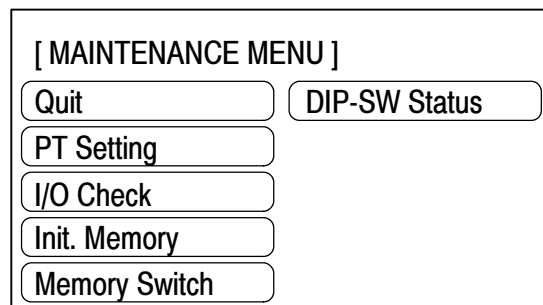 [ MAINTENANCE MENU ]
Quit
DIP-SW Status
PT Setting
I/O Check
Init. Memory
Memory Switch